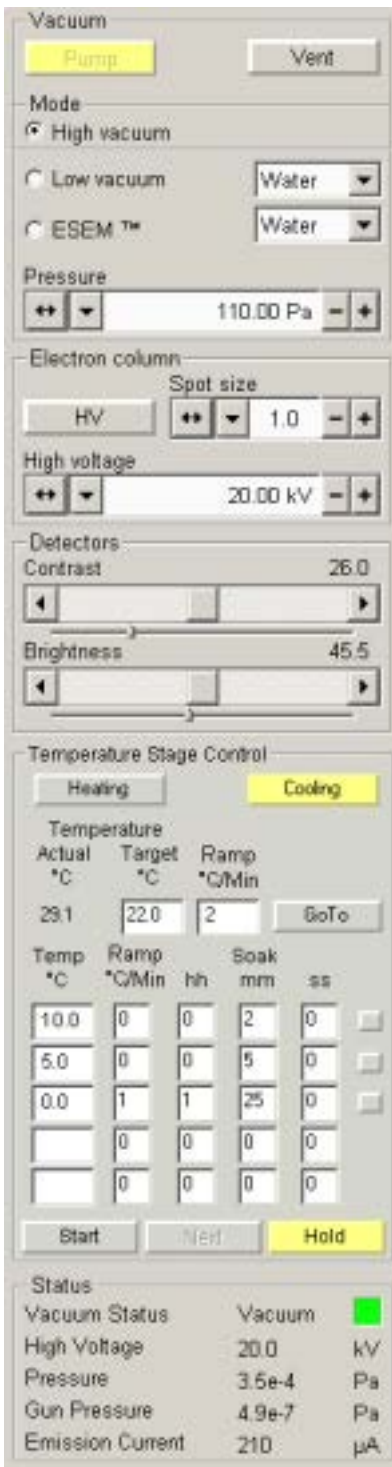 Vacuum
Pump Vent
Mode
High vacuum
Low vacuum Water
ESEM ™ Water
Pressure
110.00 Pa - +
Electron column
Spot size
HV 1.0 - +
High voltage
20.00 kV - +
Detectors
Contrast 26.0
Brightness 45.5
Temperature Stage Control
Heating Cooling
Temperature
Actual Target Ramp
°C °C °C/Min
29.1 22.0 2 GoTo
Temp Ramp Soak
°C °C/Min hh mm ss
10.0 0 0 2 0
5.0 0 0 5 0
0.0 1 1 25 0
0 0 0 0
0 0 0 0
Start Next Hold
Status
Vacuum Status Vacuum
High Voltage 20.0 kV
Pressure 3.5e-4 Pa
Gun Pressure 4.9e-7 Pa
Emission Current 210 µA